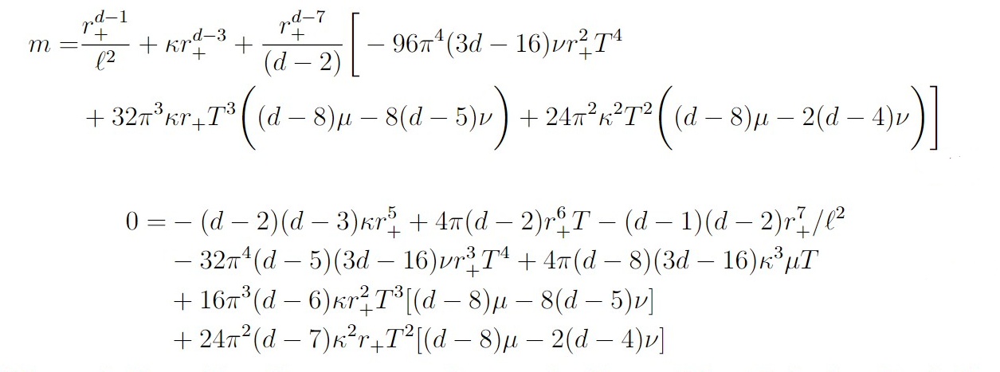 m = \frac{r_+^{d-1}}{\ell^2} + \kappa r_+^{d-3} + \frac{r_+^{d-7}}{(d-2)} \Bigg[ - 96\pi^4(3d-16)\nu r_+^2 T^4
+ 32\pi^3 \kappa r_+ T^3 \Big( (d-8)\mu - 8(d-5)\nu \Big) + 24\pi^2 \kappa^2 T^2 \Big( (d-8)\mu - 2(d-4)\nu \Big) \Bigg]
0 = - (d-2)(d-3)\kappa r_+^5 + 4\pi(d-2) r_+^6 T - (d-1)(d-2) r_+^7/\ell^2
- 32\pi^4(d-5)(3d-16)\nu r_+^3 T^4 + 4\pi(d-8)(3d-16)\kappa^3 \mu T
+ 16\pi^3(d-6)\kappa r_+^2 T^3[(d-8)\mu - 8(d-5)\nu]
+ 24\pi^2(d-7)\kappa^2 r_+ T^2[(d-8)\mu - 2(d-4)\nu]